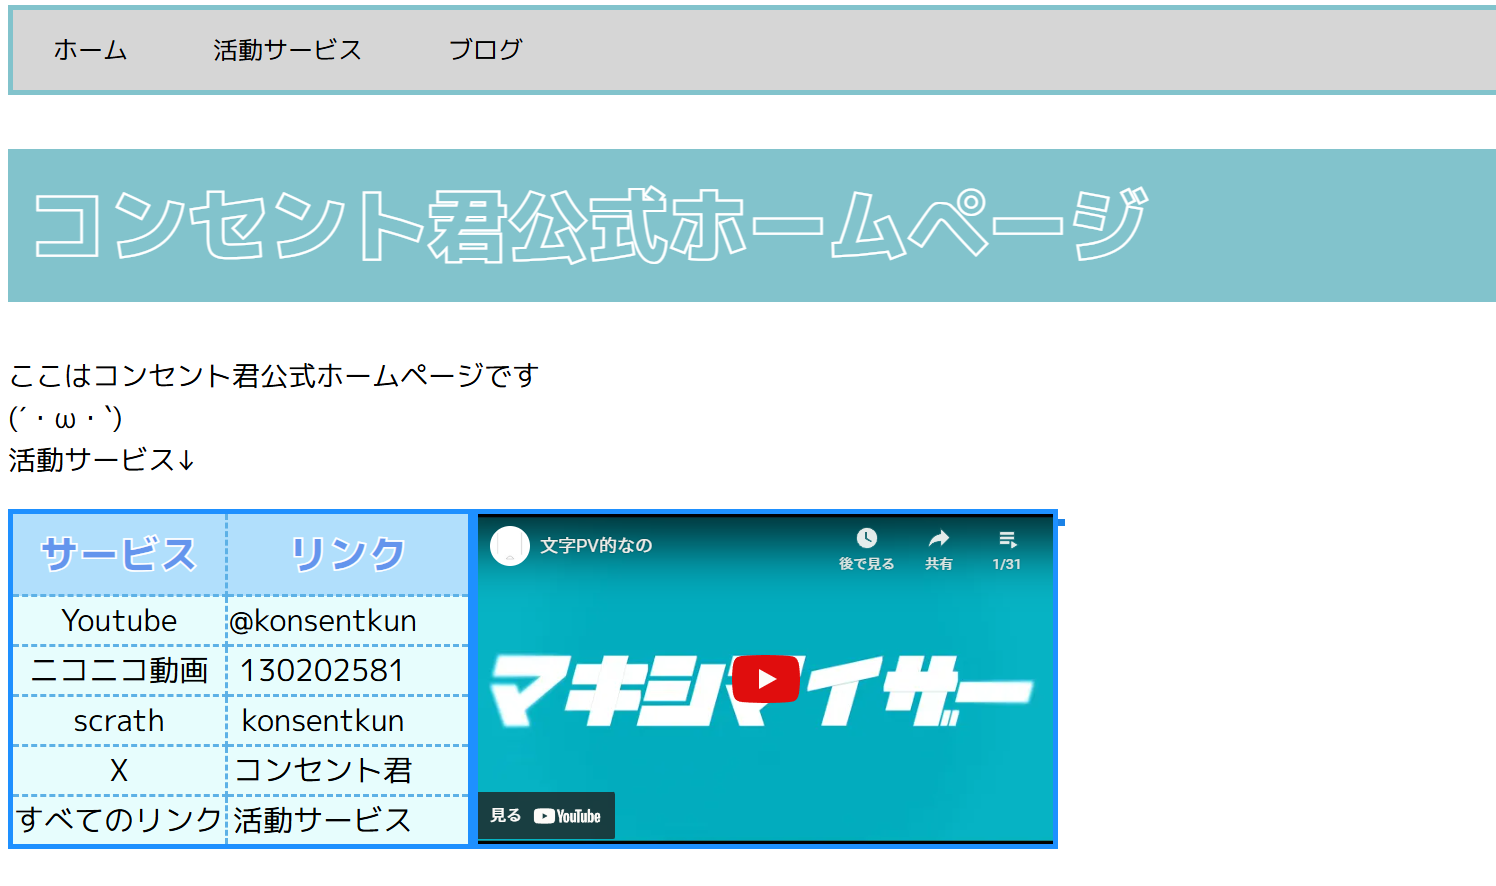 ホーム 活動サービス ブログ
コンセント君公式ホームページ
ここはコンセント君公式ホームページです
(´・ω・`)
活動サービス↓
サービス リンク
Youtube @konsentkun
ニコニコ動画 130202581
scrath konsentkun
X コンセント君
すべてのリンク 活動サービス
文字PV的なの
後で見る 共有 1/31
マキシマイザー
見る YouTube